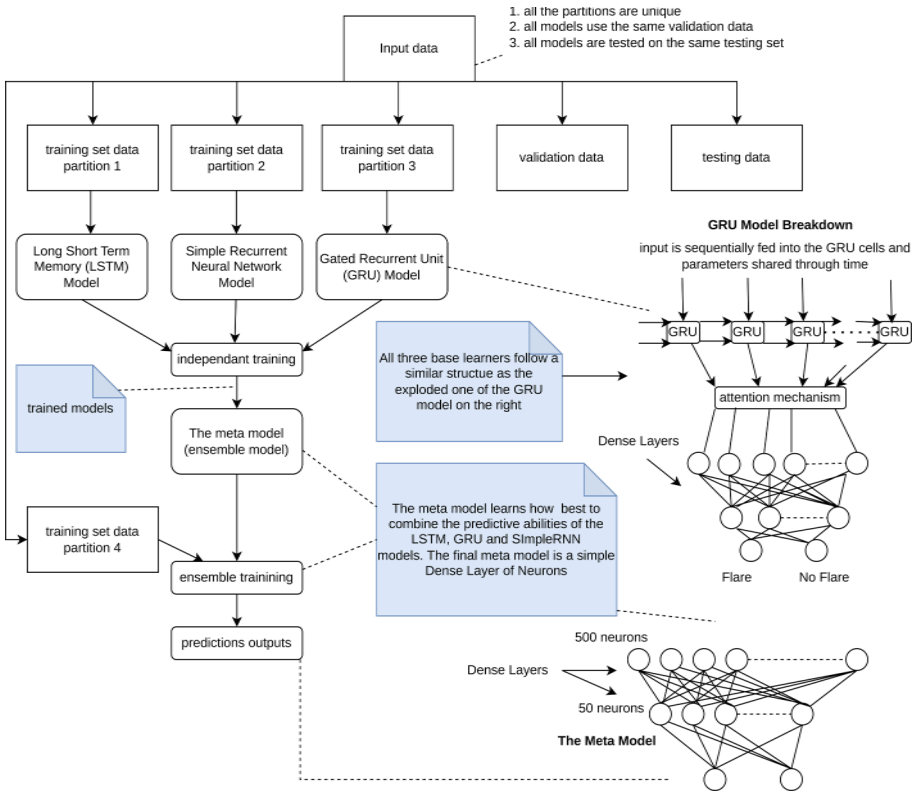 1. all the partitions are unique
2. all models use the same validation data
3. all models are tested on the same testing set
Input data
training set data
partition 1
training set data
partition 2
training set data
partition 3
validation data
testing data
Long Short Term
Memory (LSTM)
Model
Simple Recurrent
Neural Network
Model
Gated Recurrent Unit
(GRU) Model
GRU Model Breakdown
input is sequentially fed into the GRU cells and
parameters shared through time
GRU
GRU
GRU
GRU
independant training
All three base learners follow a
similar structue as the
exploded one of the GRU
model on the right
attention mechanism
trained models
The meta model
(ensemble model)
Dense Layers
The meta model learns how best to
combine the predictive abilities of the
LSTM, GRU and SImpleRNN
models. The final meta model is a simple
Dense Layer of Neurons
training set data
partition 4
ensemble trainining
Flare
No Flare
predictions outputs
500 neurons
Dense Layers
50 neurons
The Meta Model